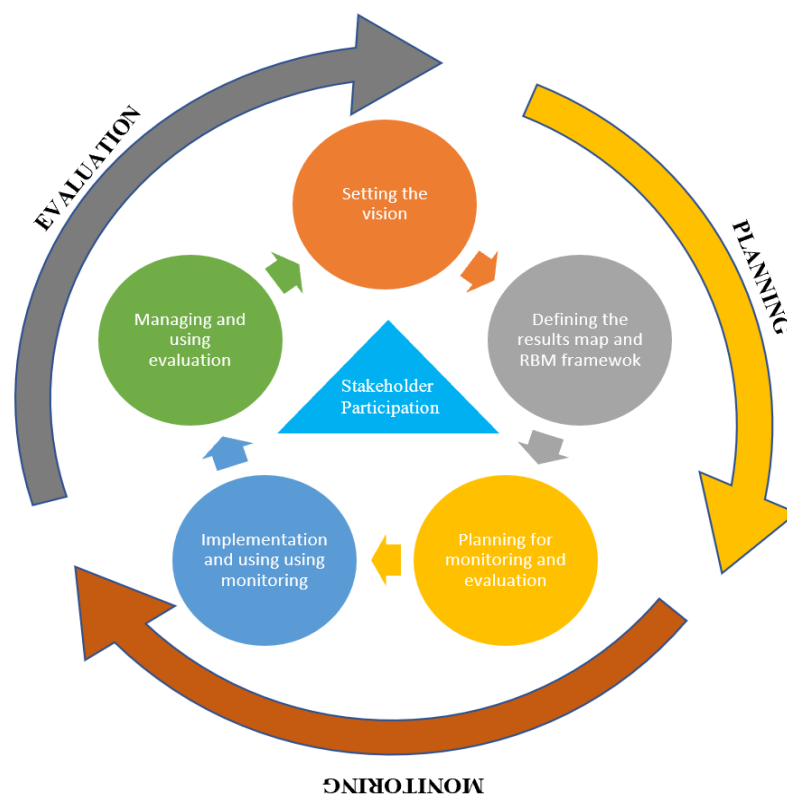 EVALUATION
PLANNING
Setting the
vision
Managing and
using
evaluation
Defining the
results map and
RBM framewok
Stakeholder
Participation
Implementation
and using using
monitoring
Planning for
monitoring and
evaluation
MONITORING